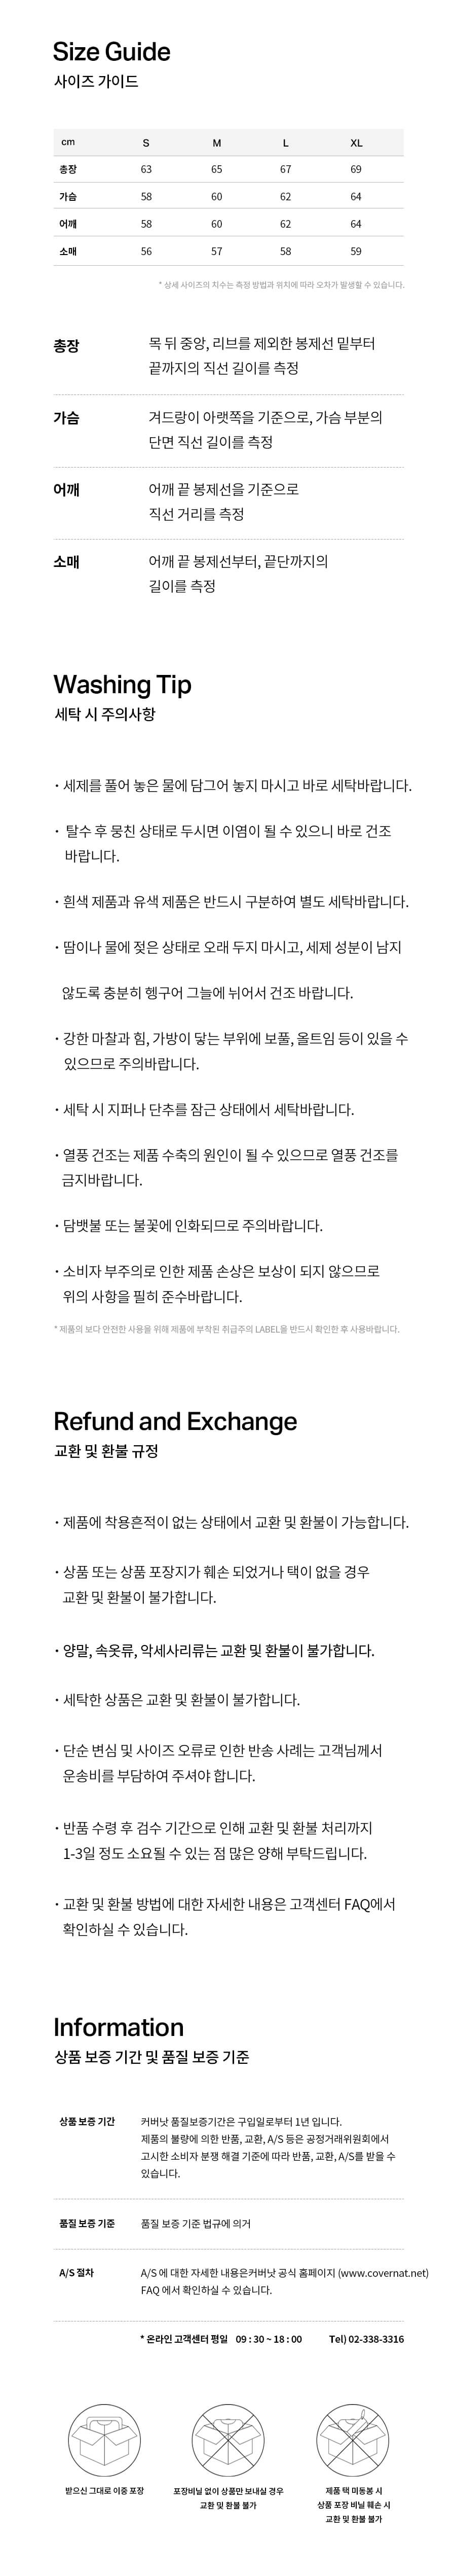 Size Guide
사이즈 가이드
cm S M L XL
총장 63 65 67 69
가슴 58 60 62 64
어깨 58 60 62 64
소매 56 57 58 59
* 상세 사이즈의 치수는 측정 방법과 위치에 따라 오차가 발생할 수 있습니다.
총장 목 뒤 중앙, 리브를 제외한 봉제선 밑부터
끝까지의 직선 길이를 측정
가슴 겨드랑이 아랫쪽을 기준으로, 가슴 부분의
단면 직선 길이를 측정
어깨 어깨 끝 봉제선을 기준으로
직선 거리를 측정
소매 어깨 끝 봉제선부터, 끝단까지의
길이를 측정
Washing Tip
세탁 시 주의사항
· 세제를 풀어 놓은 물에 담그어 놓지 마시고 바로 세탁바랍니다.
· 탈수 후 뭉친 상태로 두시면 이염이 될 수 있으니 바로 건조
바랍니다.
· 흰색 제품과 유색 제품은 반드시 구분하여 별도 세탁바랍니다.
· 땀이나 물에 젖은 상태로 오래 두지 마시고, 세제 성분이 남지
않도록 충분히 헹구어 그늘에 뉘어서 건조 바랍니다.
· 강한 마찰과 힘, 가방이 닿는 부위에 보풀, 올트임 등이 있을 수
있으므로 주의바랍니다.
· 세탁 시 지퍼나 단추를 잠근 상태에서 세탁바랍니다.
· 열풍 건조는 제품 수축의 원인이 될 수 있으므로 열풍 건조를
금지바랍니다.
· 담뱃불 또는 불꽃에 인화되므로 주의바랍니다.
· 소비자 부주의로 인한 제품 손상은 보상이 되지 않으므로
위의 사항을 필히 준수바랍니다.
* 제품의 보다 안전한 사용을 위해 제품에 부착된 취급주의 LABEL을 반드시 확인한 후 사용바랍니다.
Refund and Exchange
교환 및 환불 규정
· 제품에 착용흔적이 없는 상태에서 교환 및 환불이 가능합니다.
· 상품 또는 상품 포장지가 훼손 되었거나 택이 없을 경우
교환 및 환불이 불가합니다.
· 양말, 속옷류, 악세사리류는 교환 및 환불이 불가합니다.
· 세탁한 상품은 교환 및 환불이 불가합니다.
· 단순 변심 및 사이즈 오류로 인한 반송 사례는 고객님께서
운송비를 부담하여 주셔야 합니다.
· 반품 수령 후 검수 기간으로 인해 교환 및 환불 처리까지
1-3일 정도 소요될 수 있는 점 많은 양해 부탁드립니다.
· 교환 및 환불 방법에 대한 자세한 내용은 고객센터 FAQ에서
확인하실 수 있습니다.
Information
상품 보증 기간 및 품질 보증 기준
상품 보증 기간 커버낫 품질보증기간은 구입일로부터 1년 입니다.
제품의 불량에 의한 반품, 교환, A/S 등은 공정거래위원회에서
고시한 소비자 분쟁 해결 기준에 따라 반품, 교환, A/S를 받을 수
있습니다.
품질 보증 기준 품질 보증 기준 법규에 의거
A/S 절차 A/S 에 대한 자세한 내용은커버낫 공식 홈페이지 (www.covernat.net)
FAQ 에서 확인하실 수 있습니다.
* 온라인 고객센터 평일 09 : 30 ~ 18 : 00 Tel) 02-338-3316
받으신 그대로 이중 포장
포장비닐 없이 상품만 보내실 경우
교환 및 환불 불가
제품 택 미동봉 시
상품 포장 비닐 훼손 시
교환 및 환불 불가